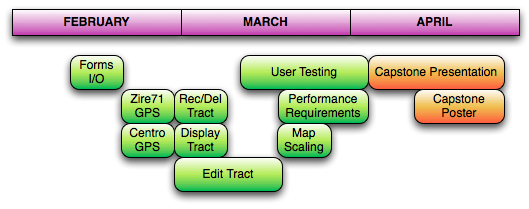 FEBRUARY MARCH APRIL
Forms
I/O
User Testing
Capstone Presentation
Zire71
GPS
Rec/Del
Tract
Performance
Requirements
Capstone
Poster
Centro
GPS
Display
Tract
Map
Scaling
Edit Tract